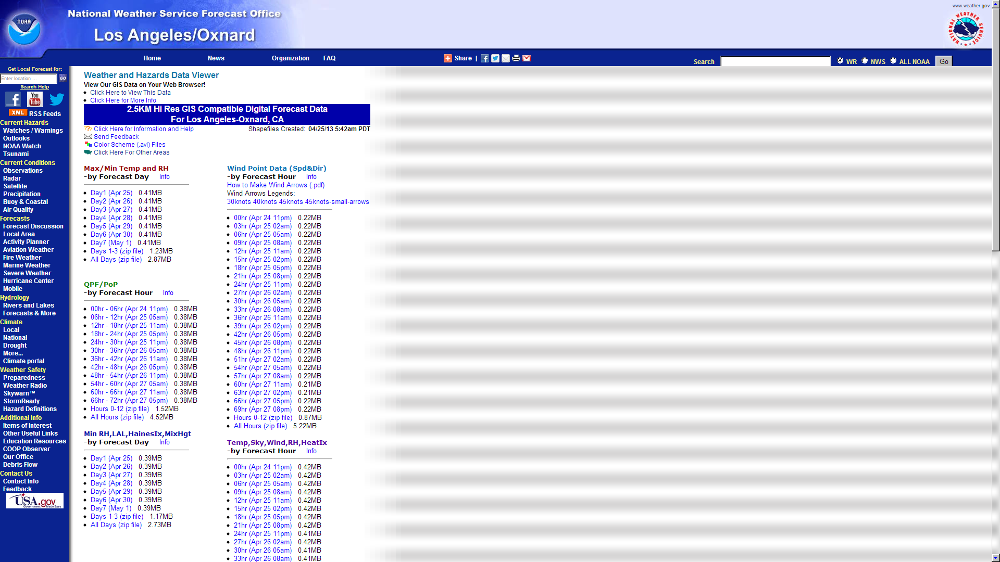 www.weather.gov
NOAA
National Weather Service Forecast Office
Los Angeles/Oxnard
NATIONAL WEATHER SERVICE
Home News Organization FAQ
Share |
Search WR NWS ALL NOAA Go
Get Local Forecast for:
Enter location ... GO
Search Help
You Tube
XML RSS Feeds
Current Hazards
Watches / Warnings
Outlooks
NOAA Watch
Tsunami
Current Conditions
Observations
Radar
Satellite
Precipitation
Buoy & Coastal
Air Quality
Forecasts
Forecast Discussion
Local Area
Activity Planner
Aviation Weather
Fire Weather
Marine Weather
Severe Weather
Hurricane Center
Mobile
Hydrology
Rivers and Lakes
Forecasts & More
Climate
Local
National
Drought
More...
Climate portal
Weather Safety
Preparedness
Weather Radio
Skywarn™
StormReady
Hazard Definitions
Additional Info
Items of Interest
Other Useful Links
Education Resources
COOP Observer
Our Office
Debris Flow
Contact Us
Contact Info
Feedback
USA.gov
Government Made Easy
Weather and Hazards Data Viewer
View Our GIS Data on Your Web Browser!
Click Here to View This Data
Click Here for More Info
2.5KM Hi Res GIS Compatible Digital Forecast Data
For Los Angeles-Oxnard, CA
Click Here for Information and Help Shapefiles Created: 04/25/13 5:42am PDT
Send Feedback
Color Scheme (.avl) Files
Click Here For Other Areas
Max/Min Temp and RH
-by Forecast Day Info
Day1 (Apr 25) 0.41MB
Day2 (Apr 26) 0.41MB
Day3 (Apr 27) 0.41MB
Day4 (Apr 28) 0.41MB
Day5 (Apr 29) 0.41MB
Day6 (Apr 30) 0.41MB
Day7 (May 1) 0.41MB
Days 1-3 (zip file) 1.23MB
All Days (zip file) 2.87MB
QPF/PoP
-by Forecast Hour Info
00hr - 06hr (Apr 24 11pm) 0.38MB
06hr - 12hr (Apr 25 05am) 0.38MB
12hr - 18hr (Apr 25 11am) 0.38MB
18hr - 24hr (Apr 25 05pm) 0.38MB
24hr - 30hr (Apr 25 11pm) 0.38MB
30hr - 36hr (Apr 26 05am) 0.38MB
36hr - 42hr (Apr 26 11am) 0.38MB
42hr - 48hr (Apr 26 05pm) 0.38MB
48hr - 54hr (Apr 26 11pm) 0.38MB
54hr - 60hr (Apr 27 05am) 0.38MB
60hr - 66hr (Apr 27 11am) 0.38MB
66hr - 72hr (Apr 27 05pm) 0.38MB
Hours 0-12 (zip file) 1.52MB
All Hours (zip file) 4.52MB
Min RH,LAL,HainesIx,MixHgt
-by Forecast Day Info
Day1 (Apr 25) 0.39MB
Day2 (Apr 26) 0.39MB
Day3 (Apr 27) 0.39MB
Day4 (Apr 28) 0.39MB
Day5 (Apr 29) 0.39MB
Day6 (Apr 30) 0.39MB
Day7 (May 1) 0.39MB
Days 1-3 (zip file) 1.17MB
All Days (zip file) 2.73MB
Wind Point Data (Spd&Dir)
-by Forecast Hour Info
How to Make Wind Arrows (.pdf)
Wind Arrows Legends:
30knots 40knots 45knots 45knots-small-arrows
00hr (Apr 24 11pm) 0.22MB
03hr (Apr 25 02am) 0.22MB
06hr (Apr 25 05am) 0.22MB
09hr (Apr 25 08am) 0.22MB
12hr (Apr 25 11am) 0.22MB
15hr (Apr 25 02pm) 0.22MB
18hr (Apr 25 05pm) 0.22MB
21hr (Apr 25 08pm) 0.22MB
24hr (Apr 25 11pm) 0.22MB
27hr (Apr 26 02am) 0.22MB
30hr (Apr 26 05am) 0.22MB
33hr (Apr 26 08am) 0.22MB
36hr (Apr 26 11am) 0.22MB
39hr (Apr 26 02pm) 0.22MB
42hr (Apr 26 05pm) 0.22MB
45hr (Apr 26 08pm) 0.22MB
48hr (Apr 26 11pm) 0.22MB
51hr (Apr 27 02am) 0.22MB
54hr (Apr 27 05am) 0.22MB
57hr (Apr 27 08am) 0.22MB
60hr (Apr 27 11am) 0.21MB
63hr (Apr 27 02pm) 0.21MB
66hr (Apr 27 05pm) 0.22MB
69hr (Apr 27 08pm) 0.22MB
Hours 0-12 (zip file) 0.87MB
All Hours (zip file) 5.22MB
Temp,Sky,Wind,RH,HeatIx
-by Forecast Hour Info
00hr (Apr 24 11pm) 0.42MB
03hr (Apr 25 02am) 0.42MB
06hr (Apr 25 05am) 0.42MB
09hr (Apr 25 08am) 0.42MB
12hr (Apr 25 11am) 0.42MB
15hr (Apr 25 02pm) 0.42MB
18hr (Apr 25 05pm) 0.42MB
21hr (Apr 25 08pm) 0.42MB
24hr (Apr 25 11pm) 0.41MB
27hr (Apr 26 02am) 0.42MB
30hr (Apr 26 05am) 0.41MB
33hr (Apr 26 08am) 0.41MB